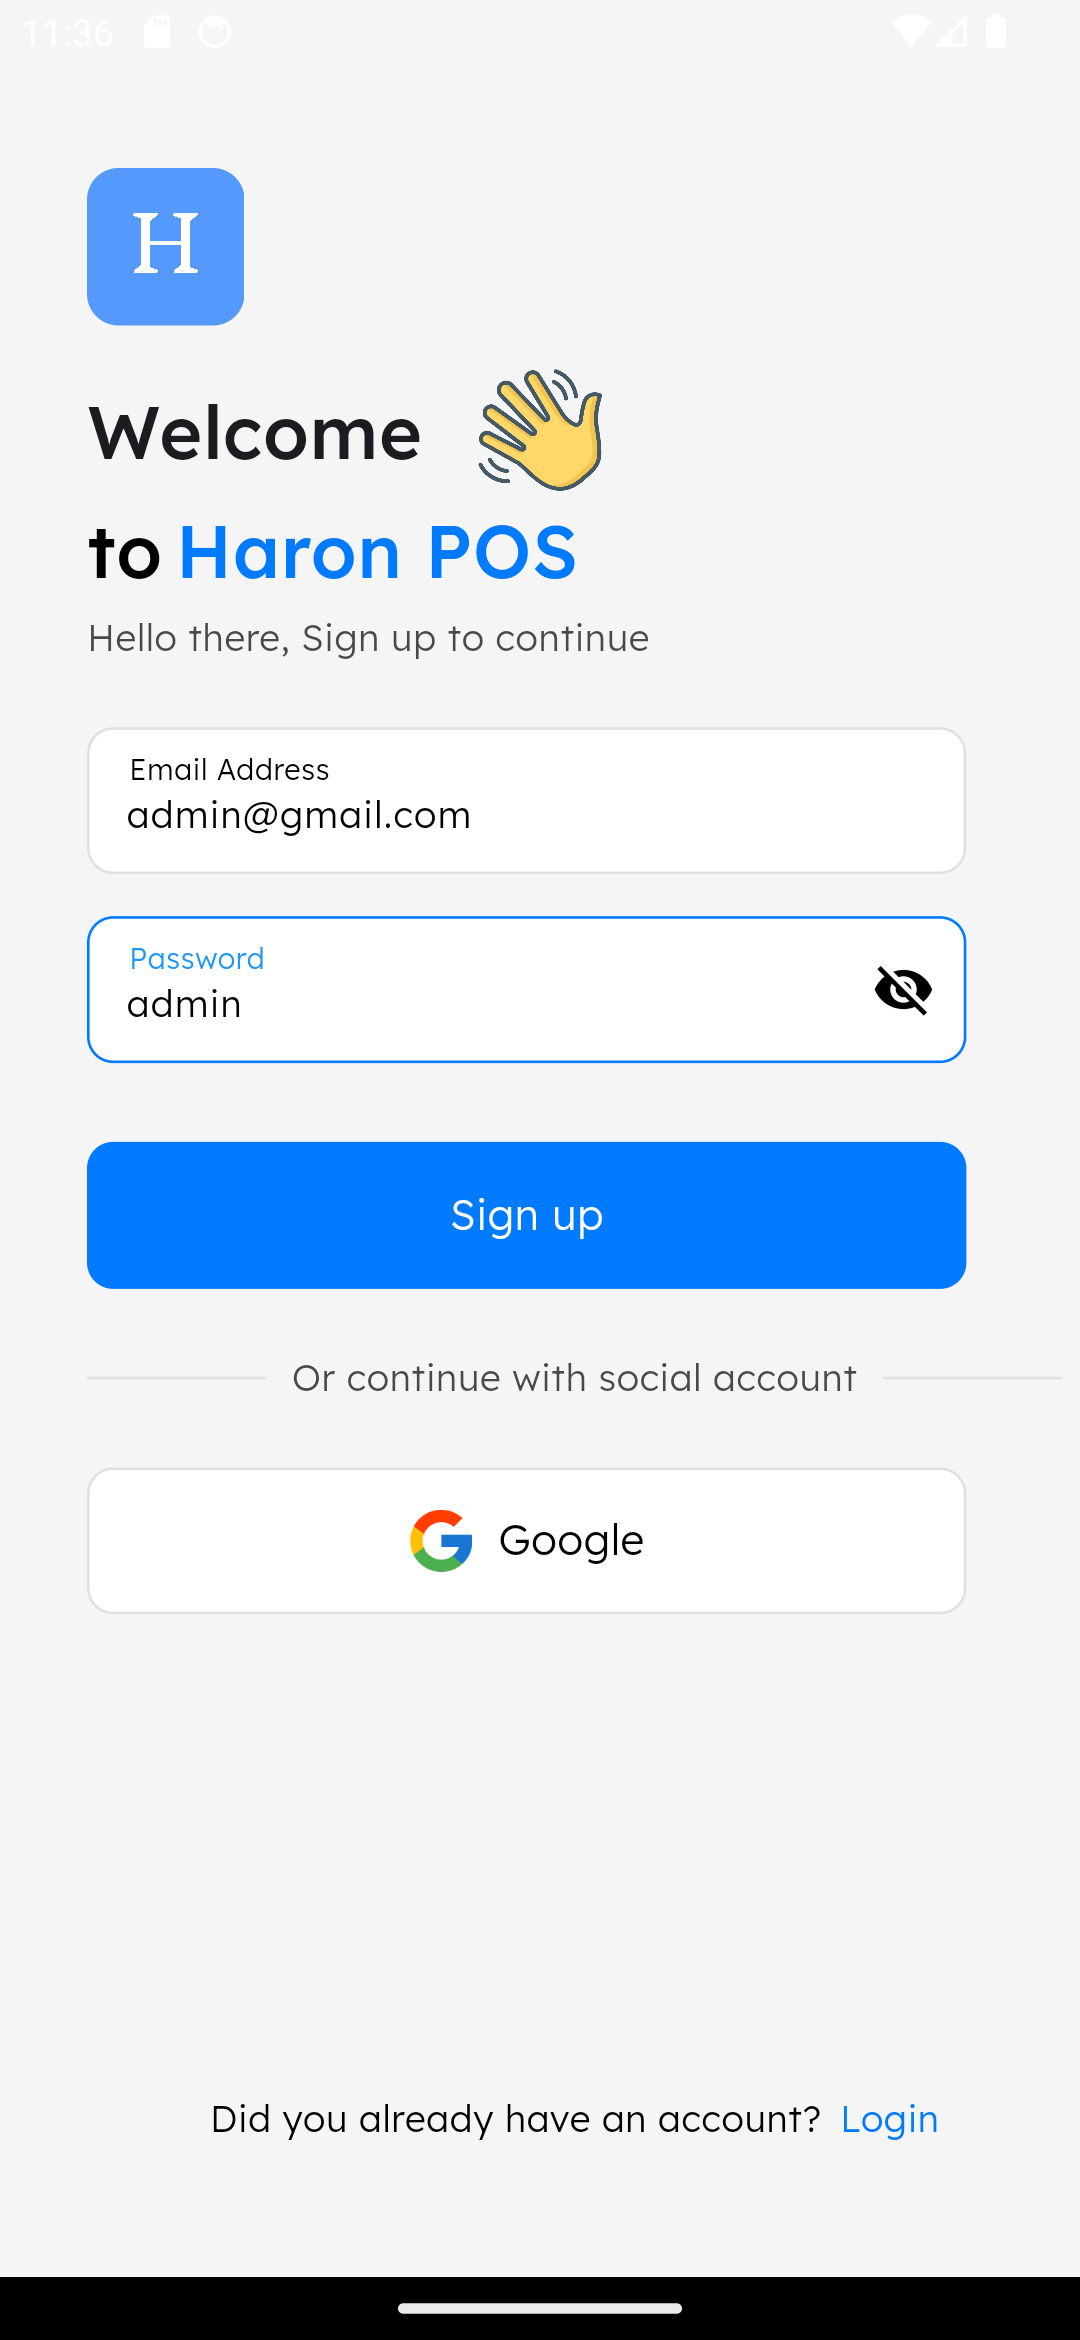 11:36
H
Welcome
to Haron POS
Hello there, Sign up to continue
Email Address
admin@gmail.com
Password
admin
Sign up
Or continue with social account
Google
Did you already have an account? Login